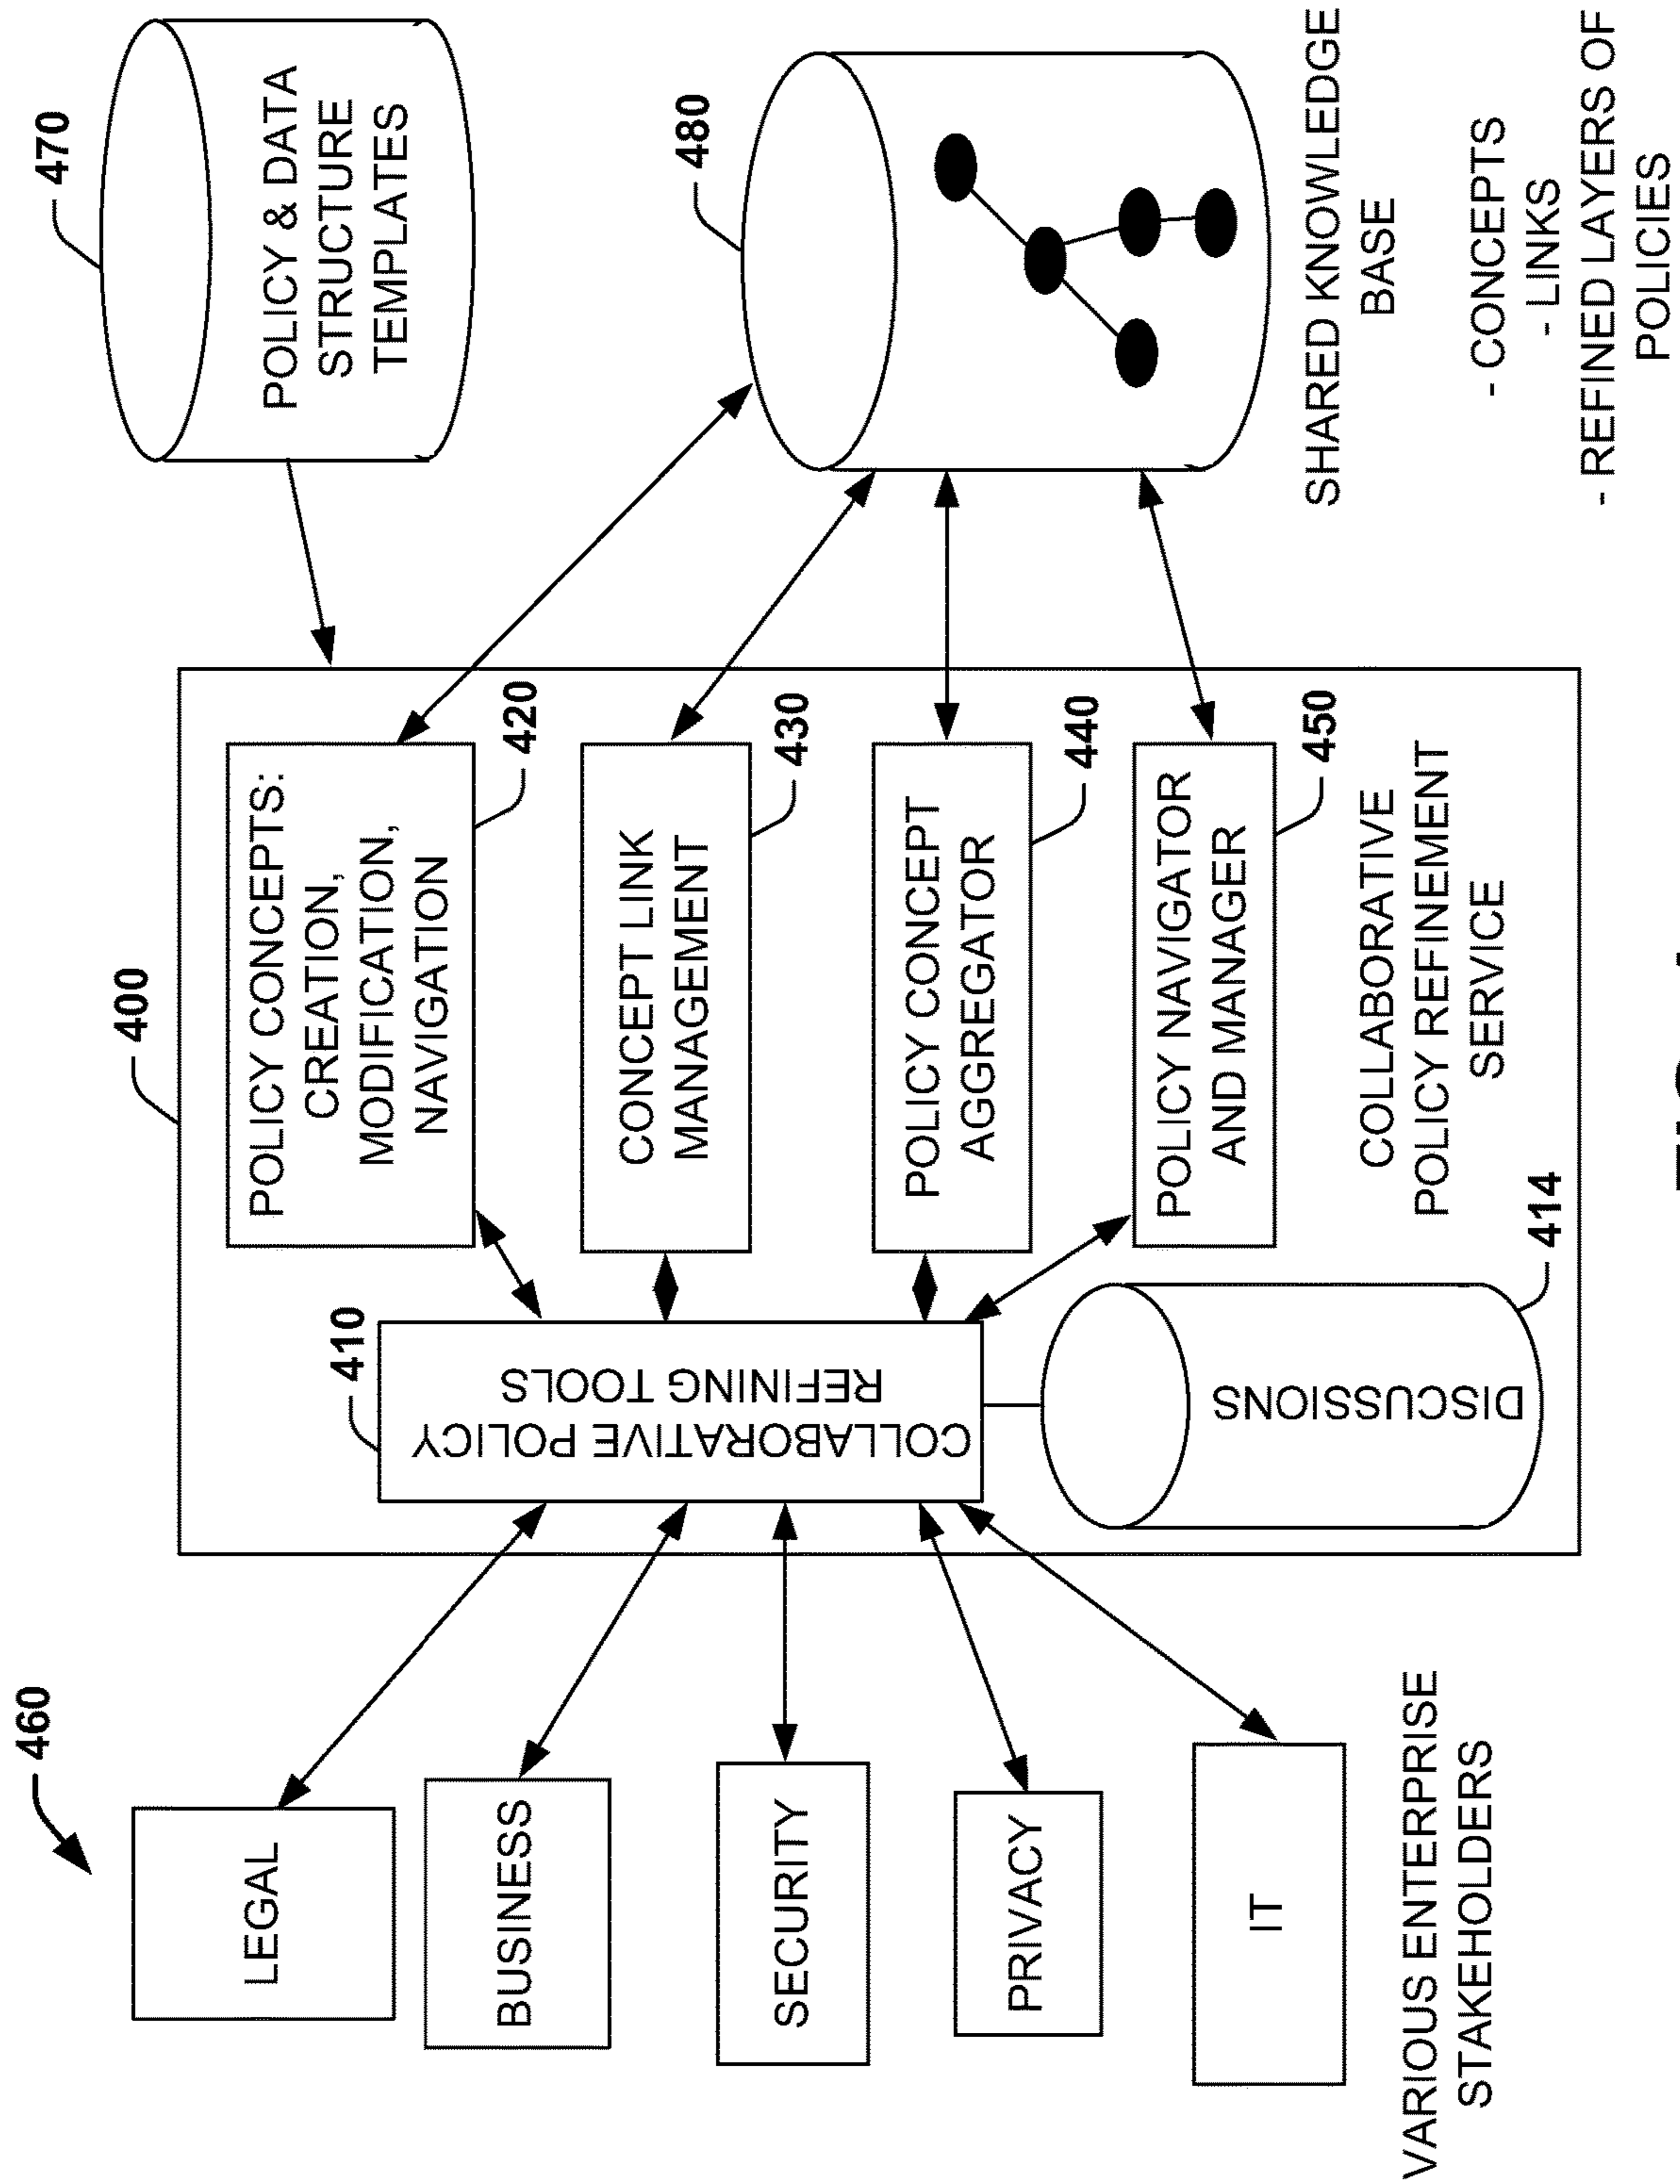 460
LEGAL
BUSINESS
SECURITY
PRIVACY
IT
VARIOUS ENTERPRISE
STAKEHOLDERS
400
410
COLLABORATIVE POLICY
REFINING TOOLS
DISCUSSIONS
414
POLICY CONCEPTS:
CREATION,
MODIFICATION,
NAVIGATION
420
CONCEPT LINK
MANAGEMENT
430
POLICY CONCEPT
AGGREGATOR
440
POLICY NAVIGATOR
AND MANAGER
450
COLLABORATIVE
POLICY REFINEMENT
SERVICE
470
POLICY & DATA
STRUCTURE
TEMPLATES
480
SHARED KNOWLEDGE
BASE
- CONCEPTS
- LINKS
- REFINED LAYERS OF
POLICIES